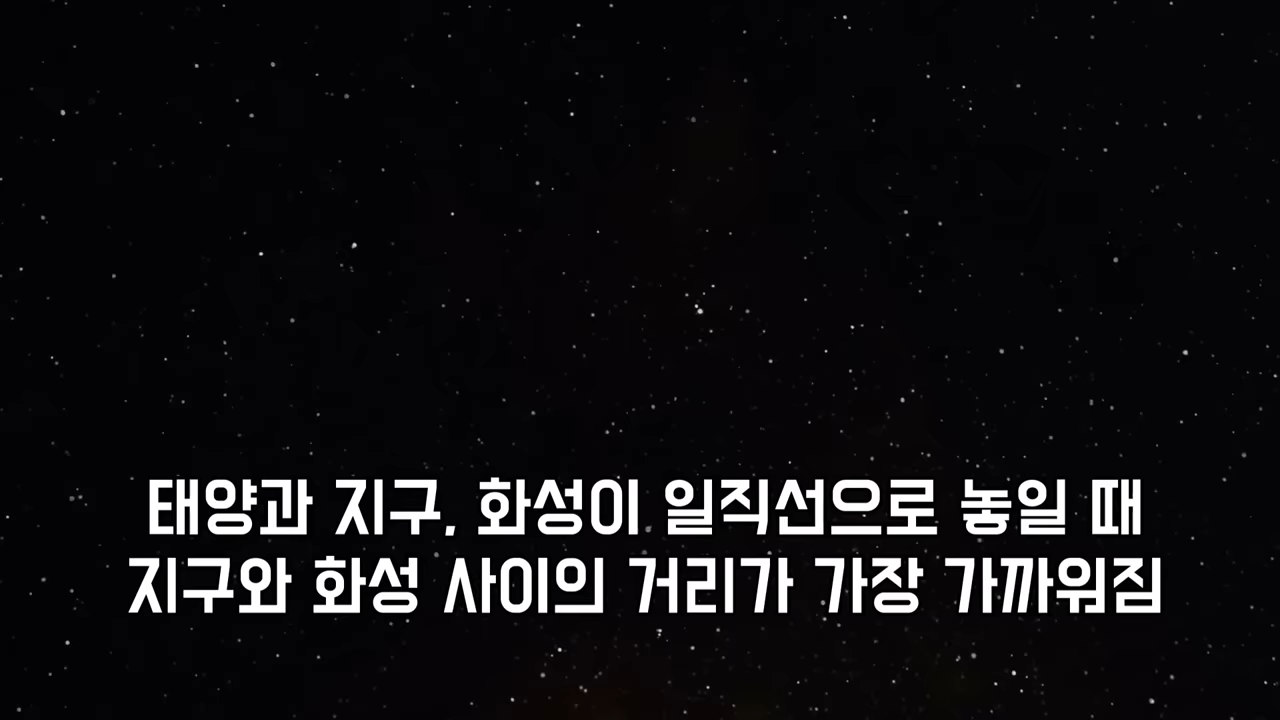 태양과 지구, 화성이 일직선으로 놓일 때
지구와 화성 사이의 거리가 가장 가까워짐